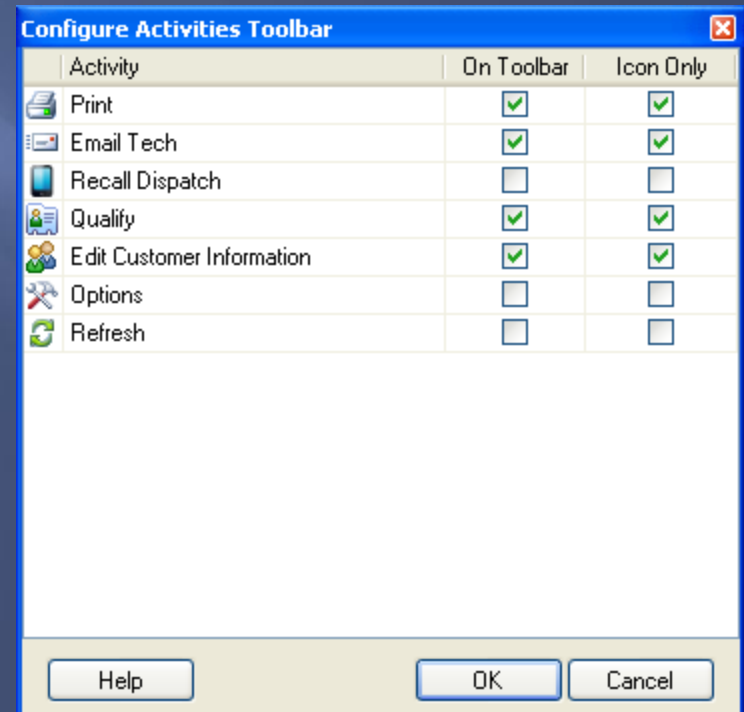 Configure Activities Toolbar
Activity On Toolbar Icon Only
Print
Email Tech
Recall Dispatch
Qualify
Edit Customer Information
Options
Refresh
Help OK Cancel